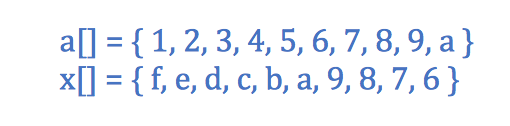 a[] = { 1, 2, 3, 4, 5, 6, 7, 8, 9, a }
x[] = { f, e, d, c, b, a, 9, 8, 7, 6 }